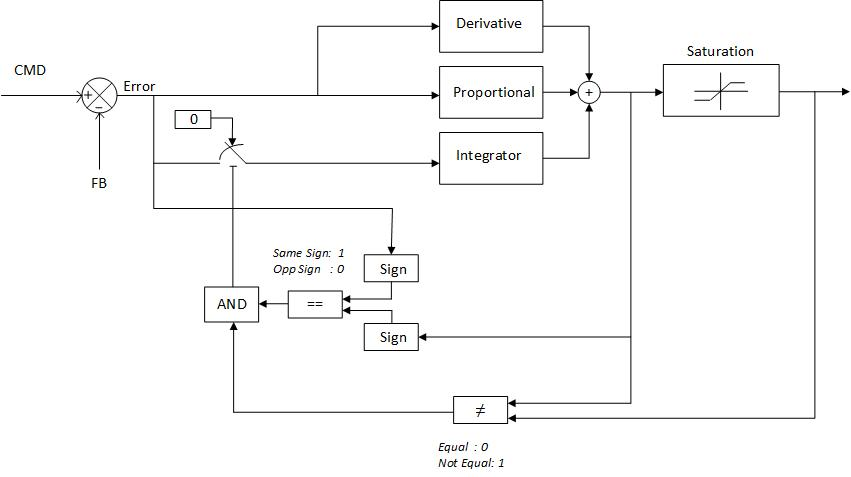 Derivative
Saturation
CMD
Error
+
Proportional
+
−
0
Integrator
FB
Same Sign: 1
Opp Sign : 0
Sign
AND
==
Sign
≠
Equal : 0
Not Equal: 1